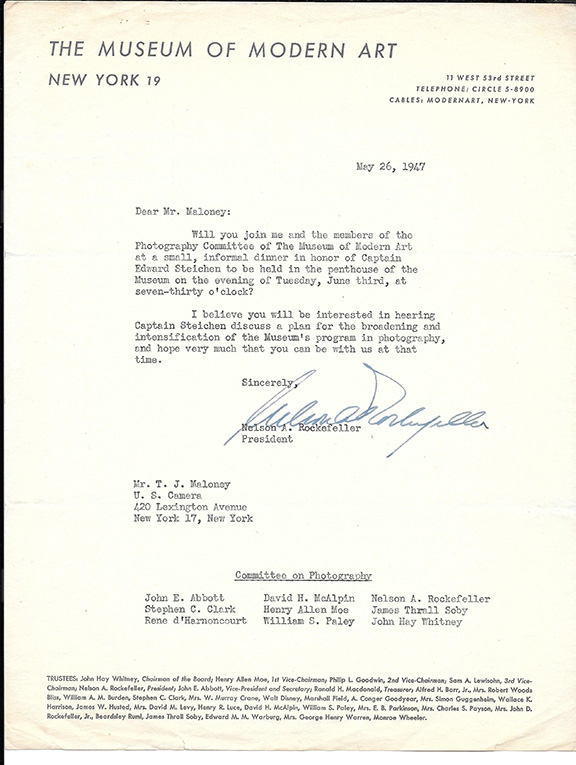 THE MUSEUM OF MODERN ART
NEW YORK 19
11 WEST 53rd STREET
TELEPHONE: CIRCLE 5-8900
CABLES: MODERNART, NEW-YORK
May 26, 1947
Dear Mr. Maloney:
Will you join me and the members of the
Photography Committee of The Museum of Modern Art
at a small, informal dinner in honor of Captain
Edward Steichen to be held in the penthouse of the
Museum on the evening of Tuesday, June third, at
seven-thirty o'clock?
I believe you will be interested in hearing
Captain Steichen discuss a plan for the broadening and
intensification of the Museum's program in photography,
and hope very much that you can be with us at that
time.
Sincerely,
Nelson A Rockefeller
Nelson A. Rockefeller
President
Mr. T. J. Maloney
U. S. Camera
420 Lexington Avenue
New York 17, New York
Committee on Photography
John E. Abbott David H. McAlpin Nelson A. Rockefeller
Stephen C. Clark Henry Allen Moe James Thrall Soby
Rene d'Harnoncourt William S. Paley John Hay Whitney
TRUSTEES: John Hay Whitney, Chairman of the Board; Henry Allen Moe, 1st Vice-Chairman; Philip L. Goodwin, 2nd Vice-Chairman; Sam A. Lewisohn, 3rd Vice-
Chairman; Nelson A. Rockefeller, President; John E. Abbott, Vice-President and Secretary; Ranald H. Macdonald, Treasurer; Alfred H. Barr, Jr., Mrs. Robert Woods
Bliss, William A. M. Burden, Stephen C. Clark, Mrs. W. Murray Crane, Walt Disney, Marshall Field, A. Conger Goodyear, Mrs. Simon Guggenheim, Wallace K.
Harrison, James W. Husted, Mrs. David M. Levy, Henry R. Luce, David H. McAlpin, William S. Paley, Mrs. E. B. Parkinson, Mrs. Charles S. Payson, Mrs. John D.
Rockefeller, Jr., Beardsley Ruml, James Thrall Soby, Edward M. M. Warburg, Mrs. George Henry Warren, Monroe Wheeler.